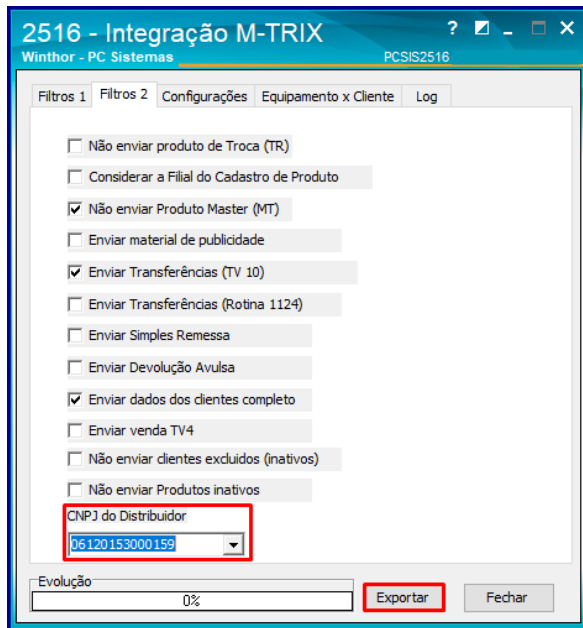 2516 - Integração M-TRIX
Winthor - PC Sistemas PCSIS2516
Filtros 1 Filtros 2 Configurações Equipamento x Cliente Log
Não enviar produto de Troca (TR)
Considerar a Filial do Cadastro de Produto
Não enviar Produto Master (MT)
Enviar material de publicidade
Enviar Transferências (TV 10)
Enviar Transferências (Rotina 1124)
Enviar Simples Remessa
Enviar Devolução Avulsa
Enviar dados dos clientes completo
Enviar venda TV4
Não enviar clientes excluidos (inativos)
Não enviar Produtos inativos
CNPJ do Distribuidor
06120153000159
Evolução
0% Exportar Fechar